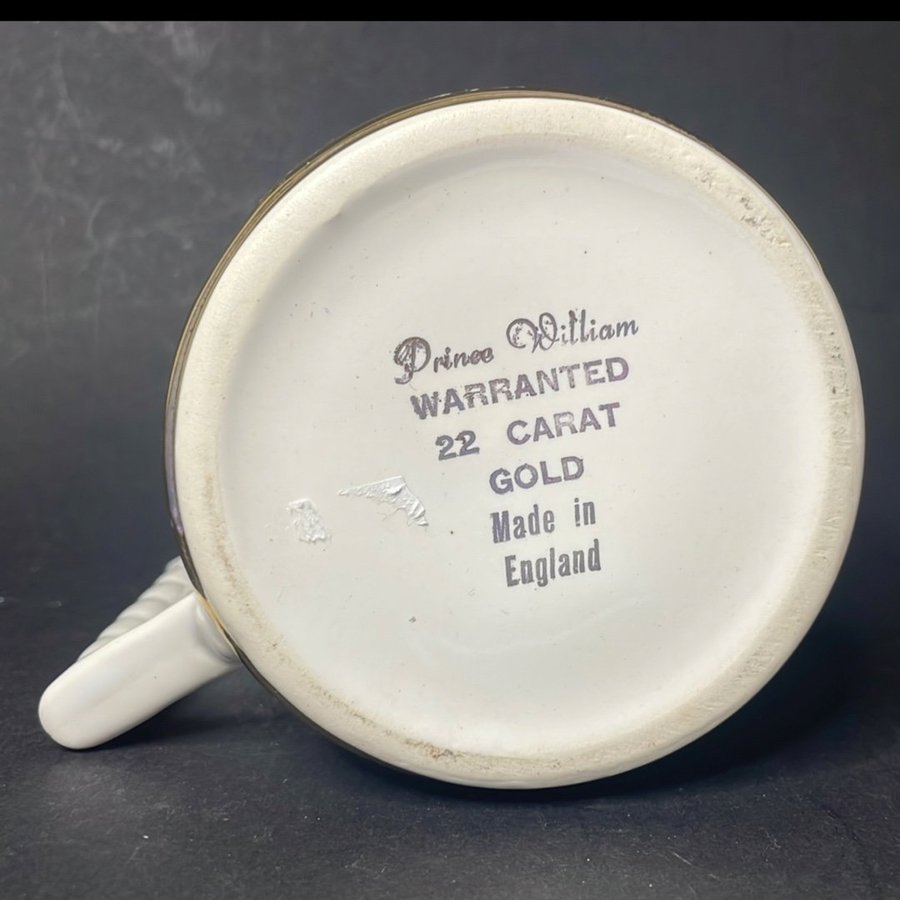 Prince William
WARRANTED
22 CARAT
GOLD
Made in
England